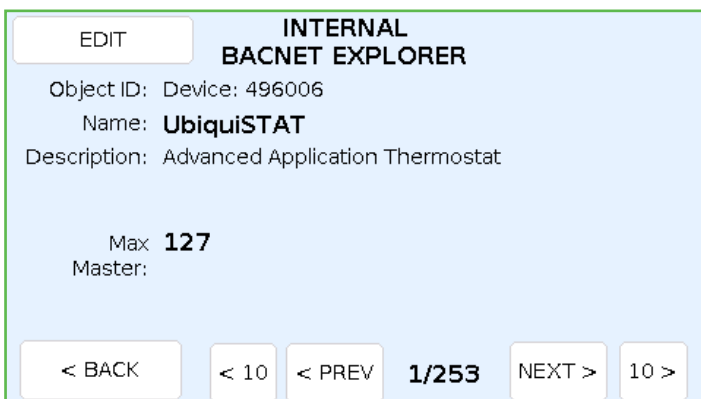 EDIT
INTERNAL
BACNET EXPLORER
Object ID: Device: 496006
Name: UbiquiSTAT
Description: Advanced Application Thermostat
Max 127
Master:
< BACK < 10 < PREV 1/253 NEXT > 10 >